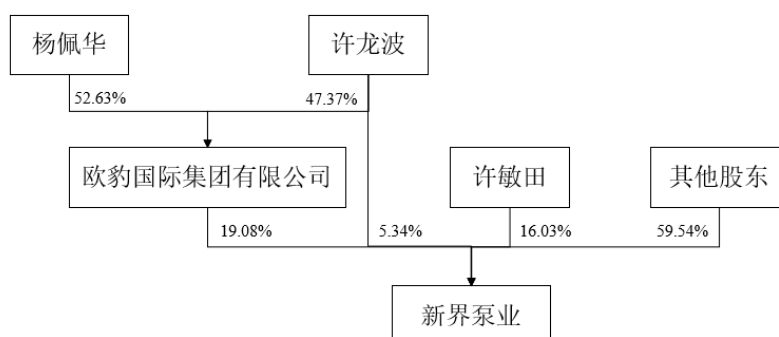 杨佩华
许龙波
52.63%
47.37%
欧豹国际集团有限公司
许敏田
其他股东
19.08%
5.34%
16.03%
59.54%
新界泵业